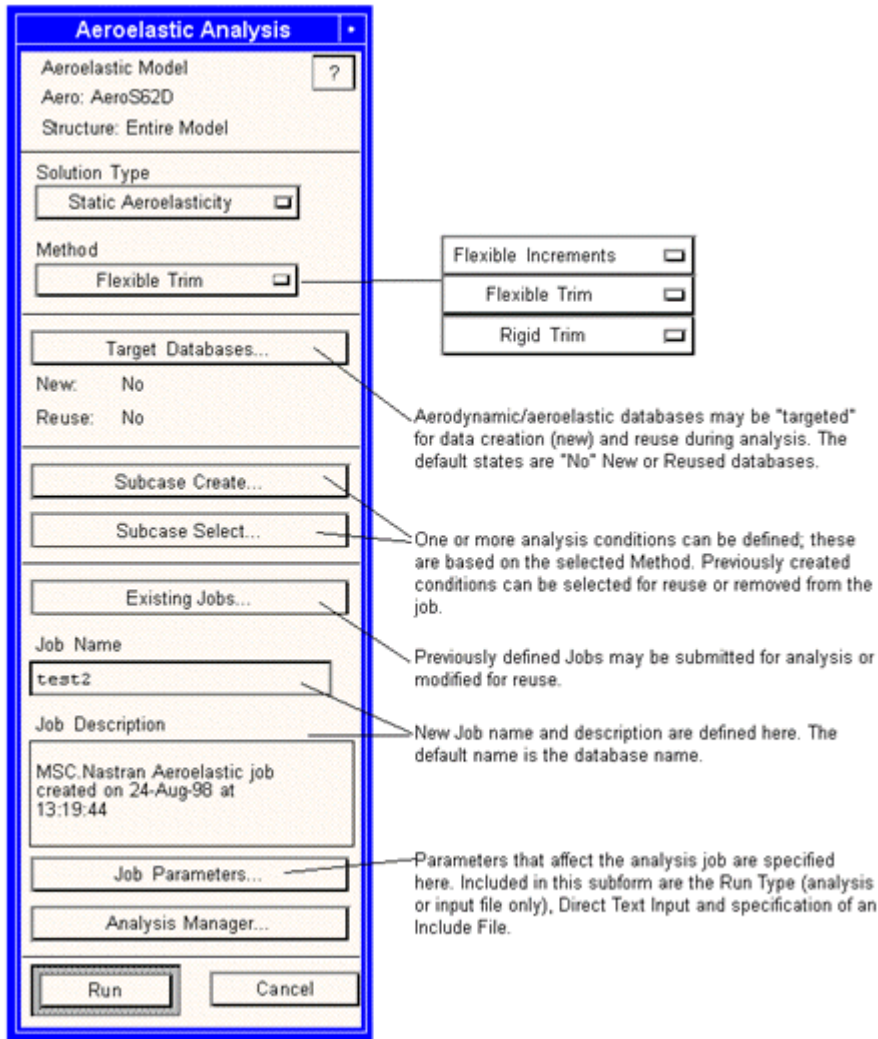 Aeroelastic Analysis
Aeroelastic Model
?
Aero: AeroS62D
Structure: Entire Model
Solution Type
Static Aeroelasticity
Method
Flexible Trim
Flexible Increments
Flexible Trim
Rigid Trim
Target Databases...
New: No
Reuse: No
Aerodynamic/aeroelastic databases may be "targeted"
for data creation (new) and reuse during analysis. The
default states are "No" New or Reused databases.
Subcase Create...
Subcase Select...
One or more analysis conditions can be defined; these
are based on the selected Method. Previously created
conditions can be selected for reuse or removed from the
job.
Existing Jobs...
Previously defined Jobs may be submitted for analysis or
modified for reuse.
Job Name
test2
New Job name and description are defined here. The
default name is the database name.
Job Description
MSC.Nastran Aeroelastic job
created on 24-Aug-98 at
13:19:44
Job Parameters...
Parameters that affect the analysis job are specified
here. Included in this subform are the Run Type (analysis
or input file only), Direct Text Input and specification of an
Include File.
Analysis Manager...
Run
Cancel